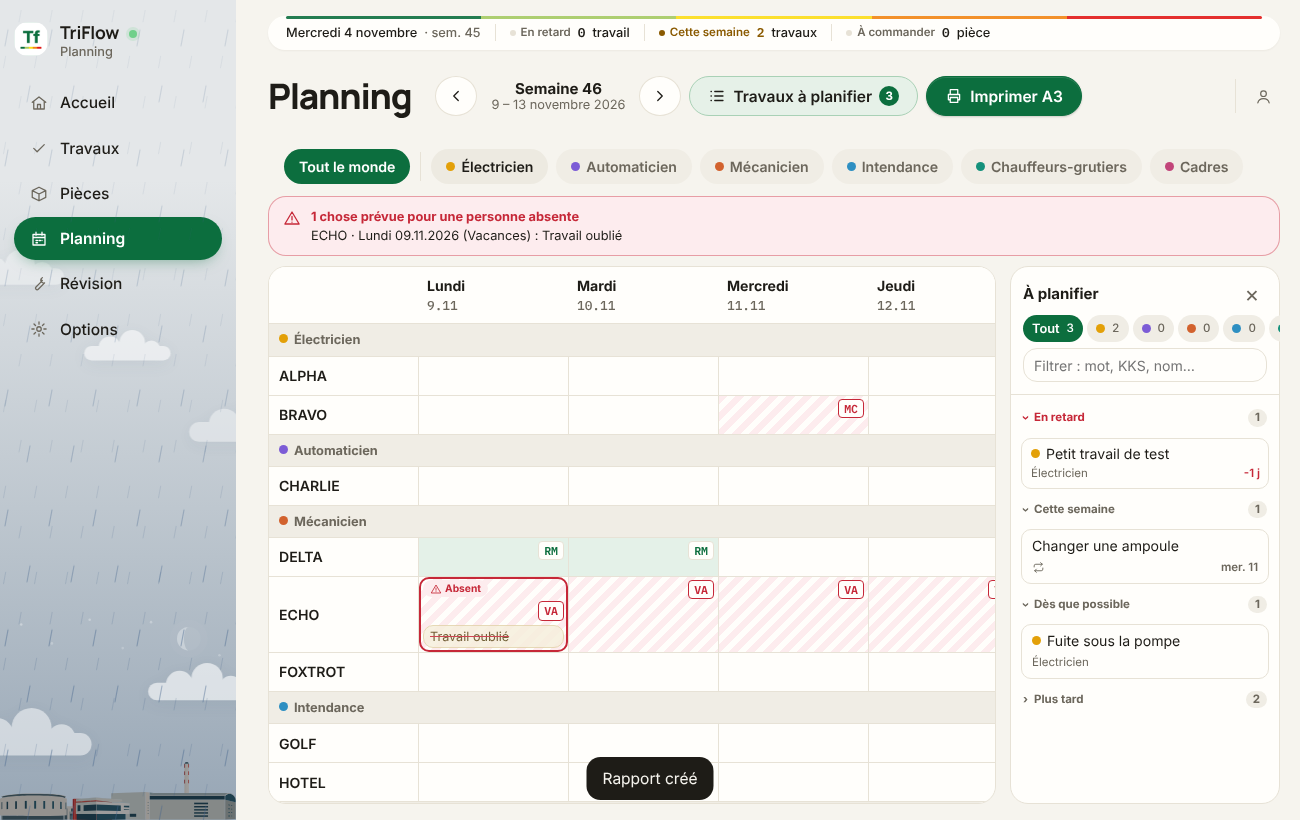 Tf
TriFlow
Planning
Accueil
Travaux
Pièces
Planning
Révision
Options
Mercredi 4 novembre · sem. 45
En retard 0 travail
Cette semaine 2 travaux
À commander 0 pièce
Planning
Semaine 46
9 – 13 novembre 2026
Travaux à planifier 3
Imprimer A3
Tout le monde
Électricien
Automaticien
Mécanicien
Intendance
Chauffeurs-grutiers
Cadres
1 chose prévue pour une personne absente
ECHO · Lundi 09.11.2026 (Vacances) : Travail oublié
Lundi
9.11
Mardi
10.11
Mercredi
11.11
Jeudi
12.11
Électricien
ALPHA
BRAVO
MC
Automaticien
CHARLIE
Mécanicien
DELTA
RM
RM
ECHO
Absent
VA
Travail oublié
VA
VA
FOXTROT
Intendance
GOLF
HOTEL
Rapport créé
À planifier
Tout 3
2
0
0
0
Filtrer : mot, KKS, nom...
En retard 1
Petit travail de test
Électricien -1 j
Cette semaine 1
Changer une ampoule
mer. 11
Dès que possible 1
Fuite sous la pompe
Électricien
Plus tard 2